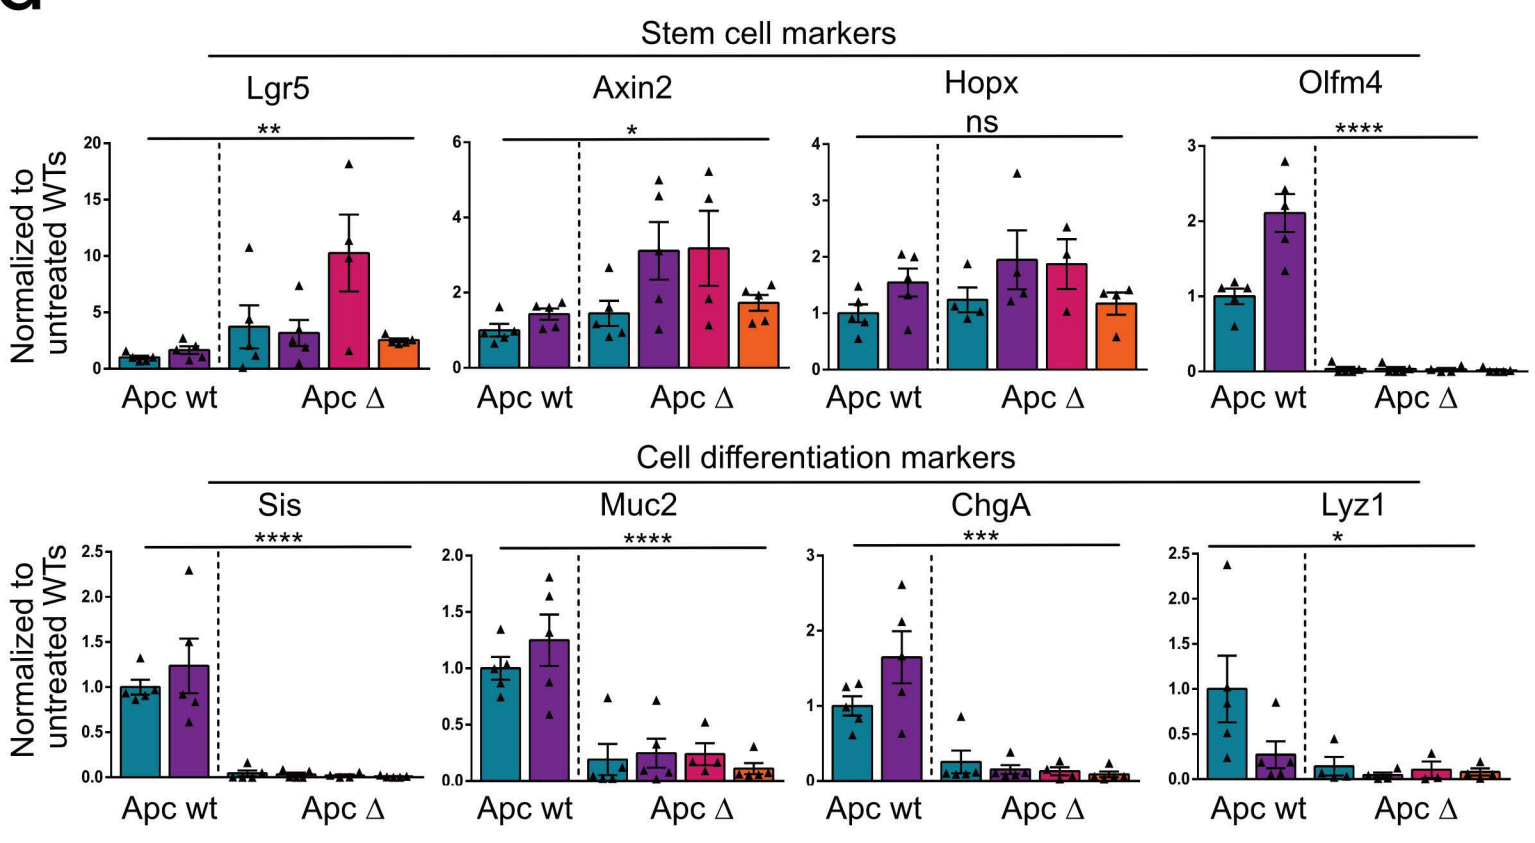 Stem cell markers
Lgr5 Axin2 Hopx Olfm4
** * ns ****
Normalized to
untreated WTs
20 15 10 5 0
6 4 2 0
4 3 2 1 0
3 2 1 0
Apc wt Apc Δ Apc wt Apc Δ Apc wt Apc Δ Apc wt Apc Δ
Cell differentiation markers
Sis Muc2 ChgA Lyz1
**** **** *** *
Normalized to
untreated WTs
2.5 2.0 1.5 1.0 0.5 0.0
2.0 1.5 1.0 0.5 0.0
3 2 1 0
2.5 2.0 1.5 1.0 0.5 0.0
Apc wt Apc Δ Apc wt Apc Δ Apc wt Apc Δ Apc wt Apc Δ